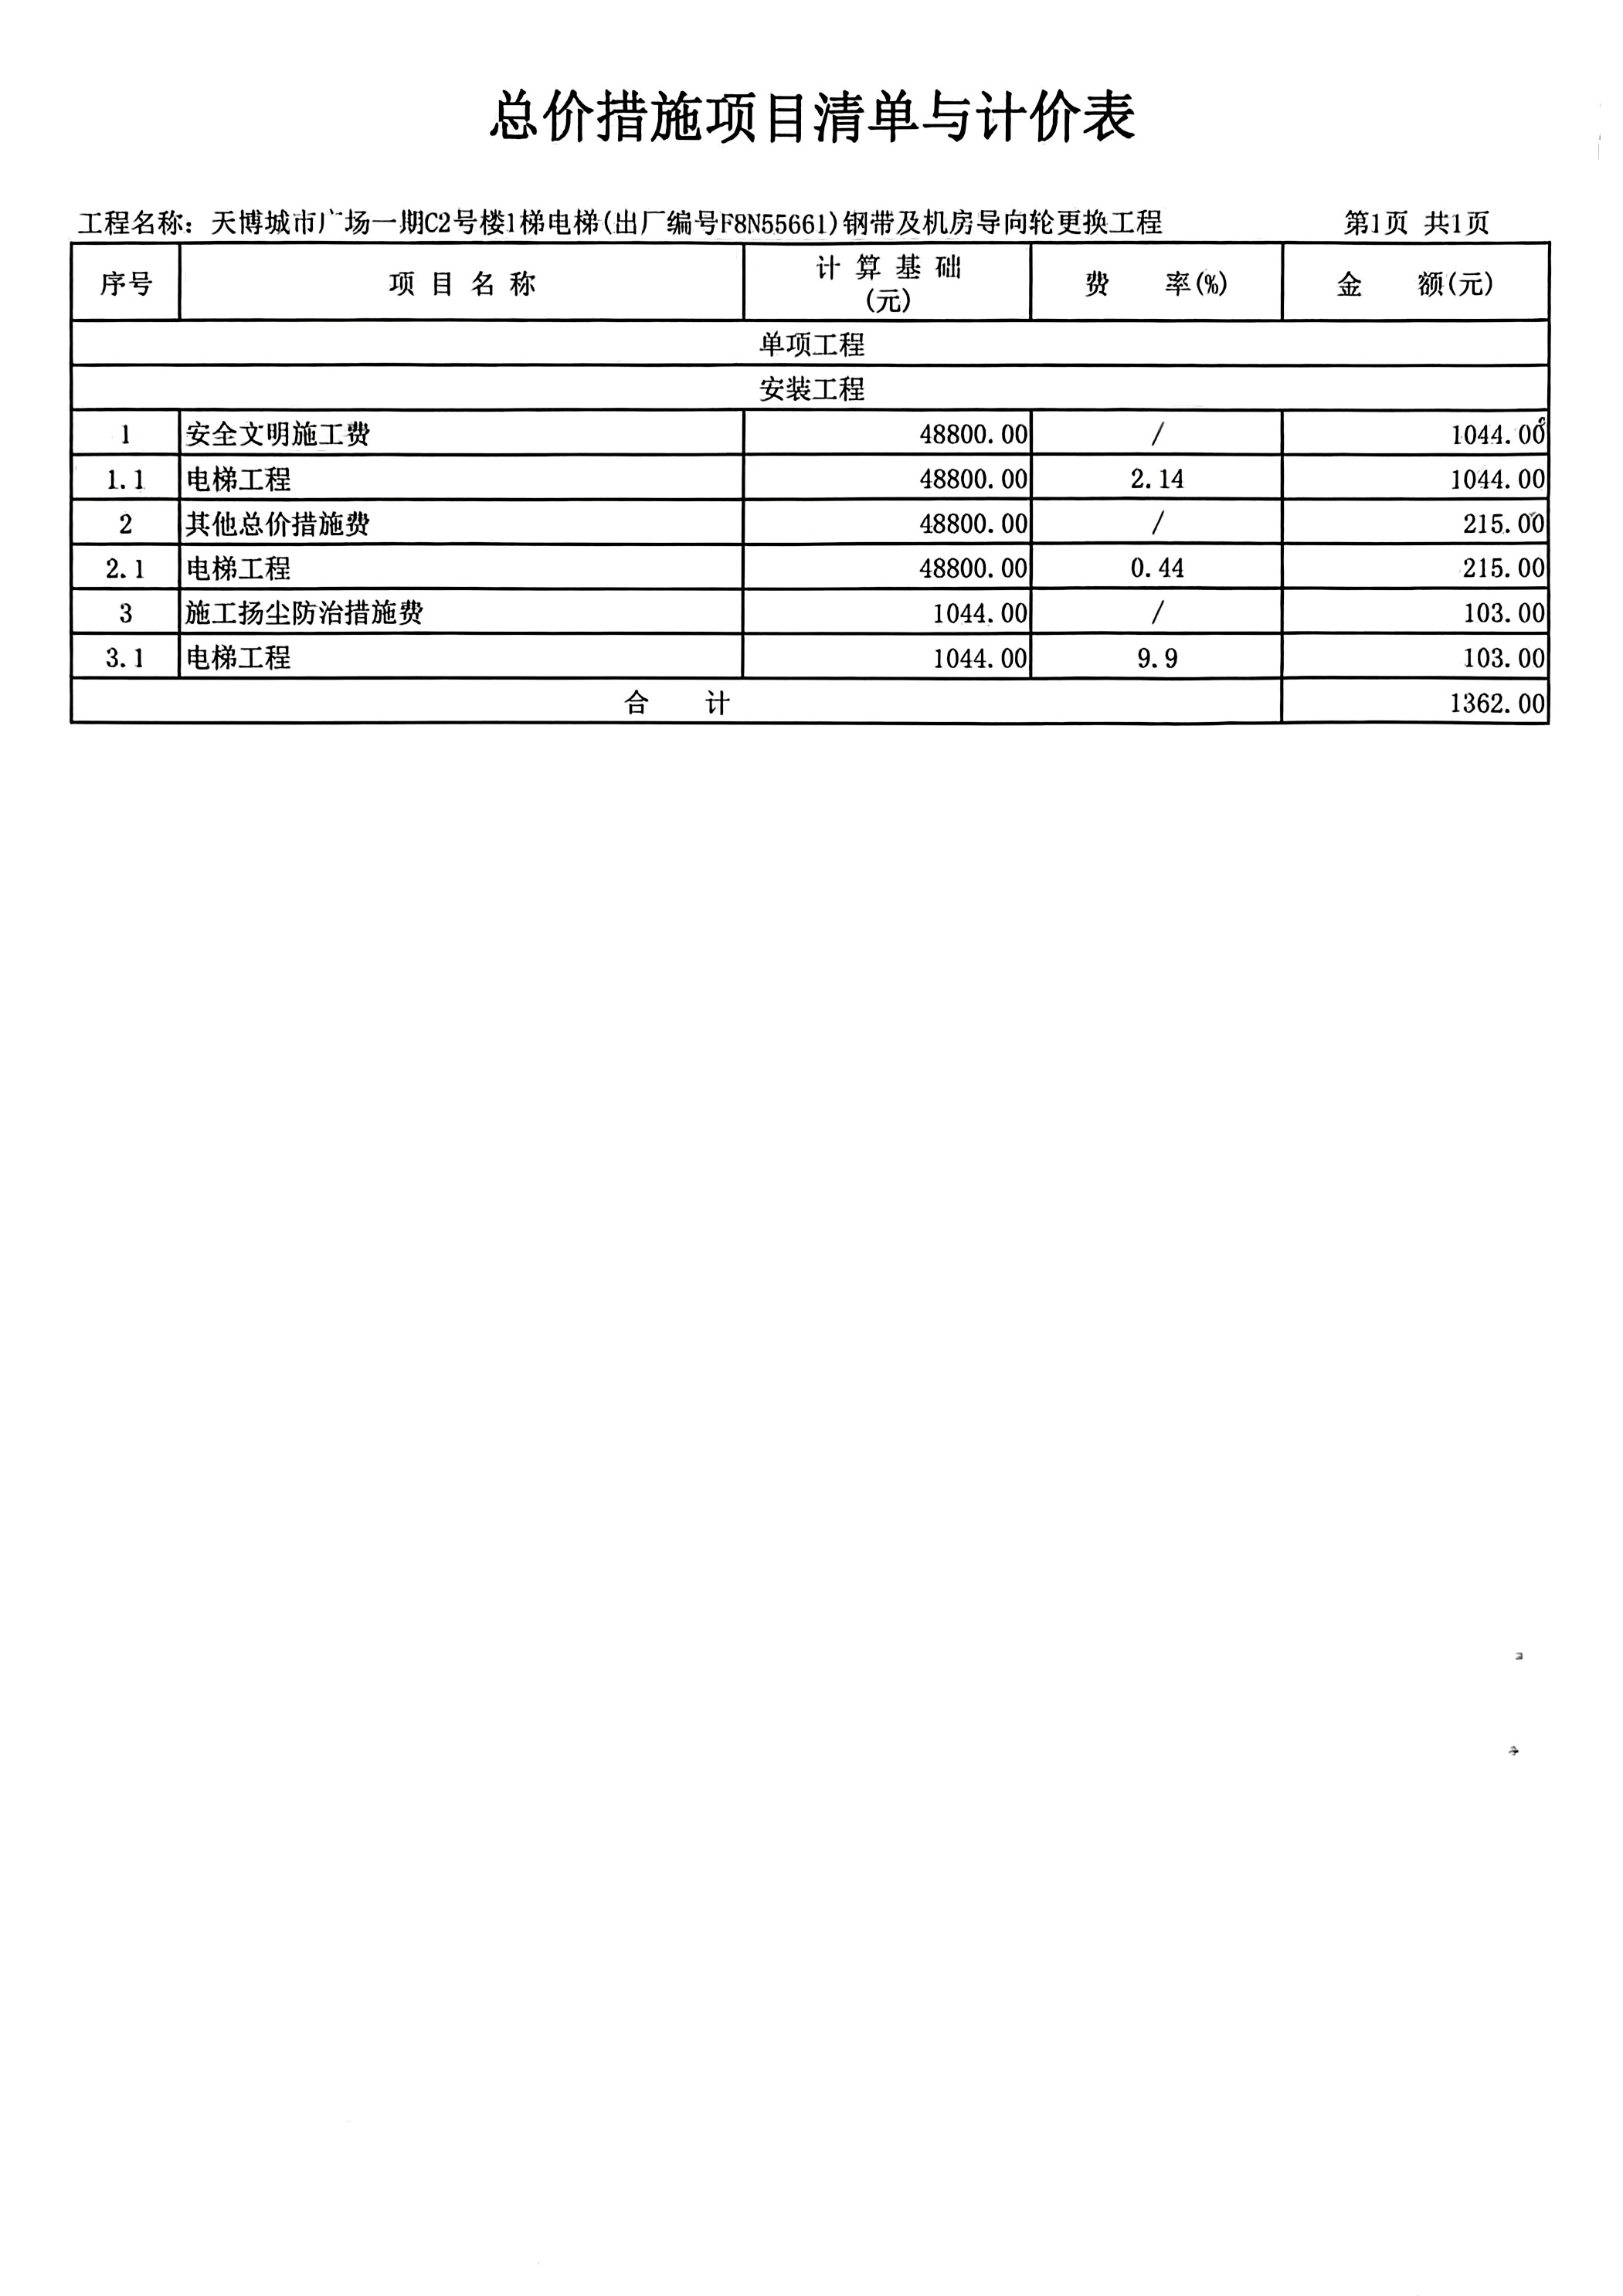 总价措施项目清单与计价表
工程名称：天博城市广场一期C2号楼1梯电梯(出厂编号F8N55661)钢带及机房导向轮更换工程 第1页 共1页
序号 项目名称 计算基础(元) 费率(%) 金额(元)
单项工程
安装工程
1 安全文明施工费 48800.00 / 1044.00
1.1 电梯工程 48800.00 2.14 1044.00
2 其他总价措施费 48800.00 / 215.00
2.1 电梯工程 48800.00 0.44 215.00
3 施工扬尘防治措施费 1044.00 / 103.00
3.1 电梯工程 1044.00 9.9 103.00
合计 1362.00